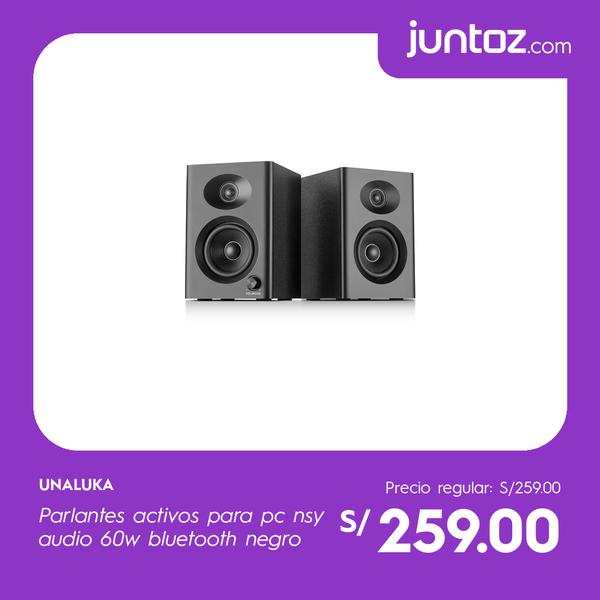 juntoz.com
UNALUKA
Parlantes activos para pc nsy
audio 60w bluetooth negro
Precio regular: S/259.00
S/ 259.00